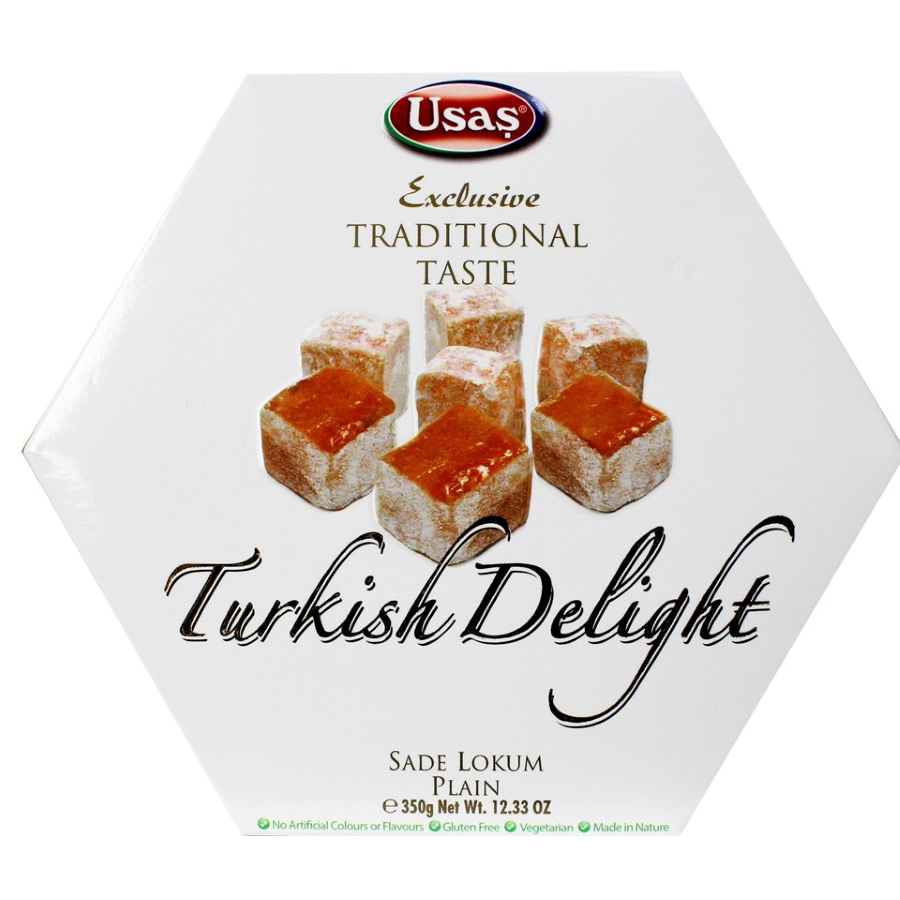 Usaş®
Exclusive
TRADITIONAL
TASTE
Turkish Delight
SADE LOKUM
PLAIN
℮ 350g Net Wt. 12.33 OZ
No Artificial Colours or Flavours Gluten Free Vegetarian Made in Nature